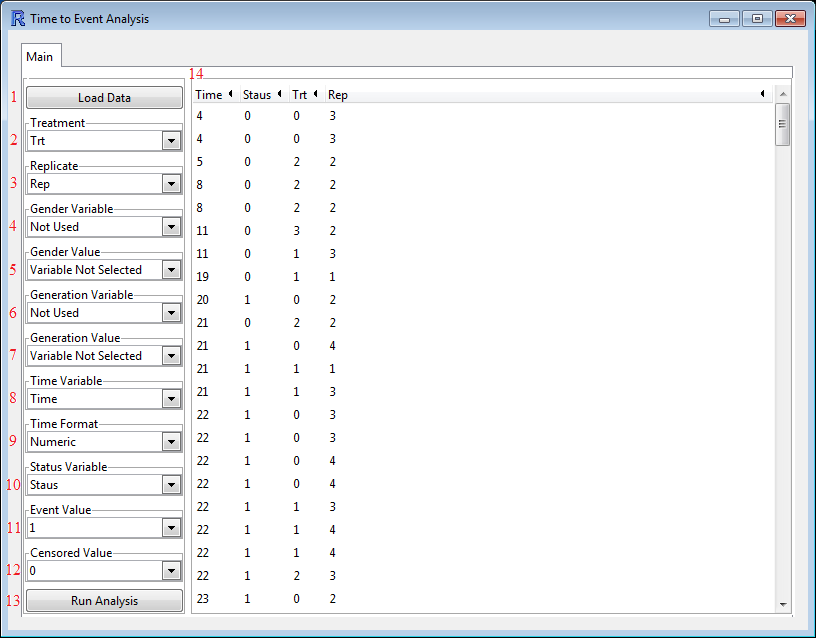 Time to Event Analysis
Main
14
1 Load Data
Treatment
2 Trt
Replicate
3 Rep
Gender Variable
4 Not Used
Gender Value
5 Variable Not Selected
Generation Variable
6 Not Used
Generation Value
7 Variable Not Selected
Time Variable
8 Time
Time Format
9 Numeric
Status Variable
10 Staus
Event Value
11 1
Censored Value
12 0
13 Run Analysis
Time Staus Trt Rep
4 0 0 3
4 0 0 3
5 0 2 2
8 0 2 2
8 0 2 2
11 0 3 2
11 0 1 3
19 0 1 1
20 1 0 2
21 0 2 2
21 1 0 4
21 1 1 1
21 1 1 3
22 1 0 3
22 1 0 3
22 1 0 4
22 1 0 4
22 1 1 3
22 1 1 4
22 1 1 4
22 1 2 3
23 1 0 2